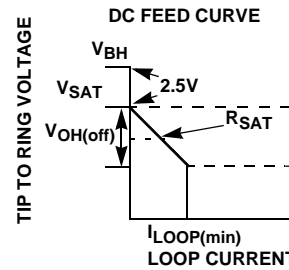 DC FEED CURVE
TIP TO RING VOLTAGE
VBH
2.5V
VSAT
RSAT
VOH(off)
ILOOP(min)
LOOP CURRENT